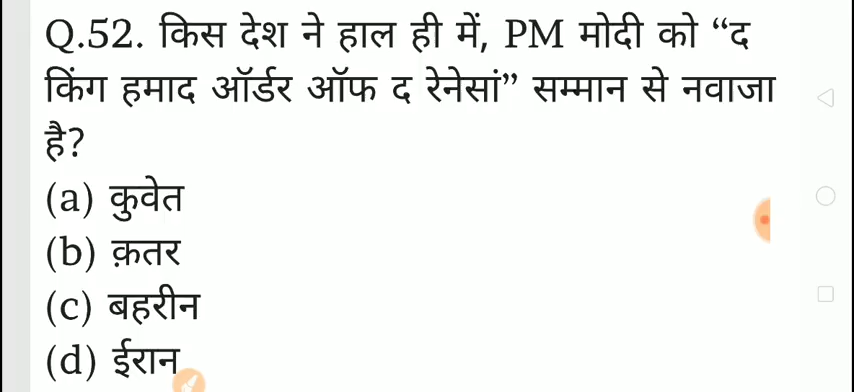 Q.52. किस देश ने हाल ही में, PM मोदी को “द
किंग हमाद ऑर्डर ऑफ द रेनेसां” सम्मान से नवाजा
है?
(a) कुवेत
(b) क़तर
(c) बहरीन
(d) ईरान